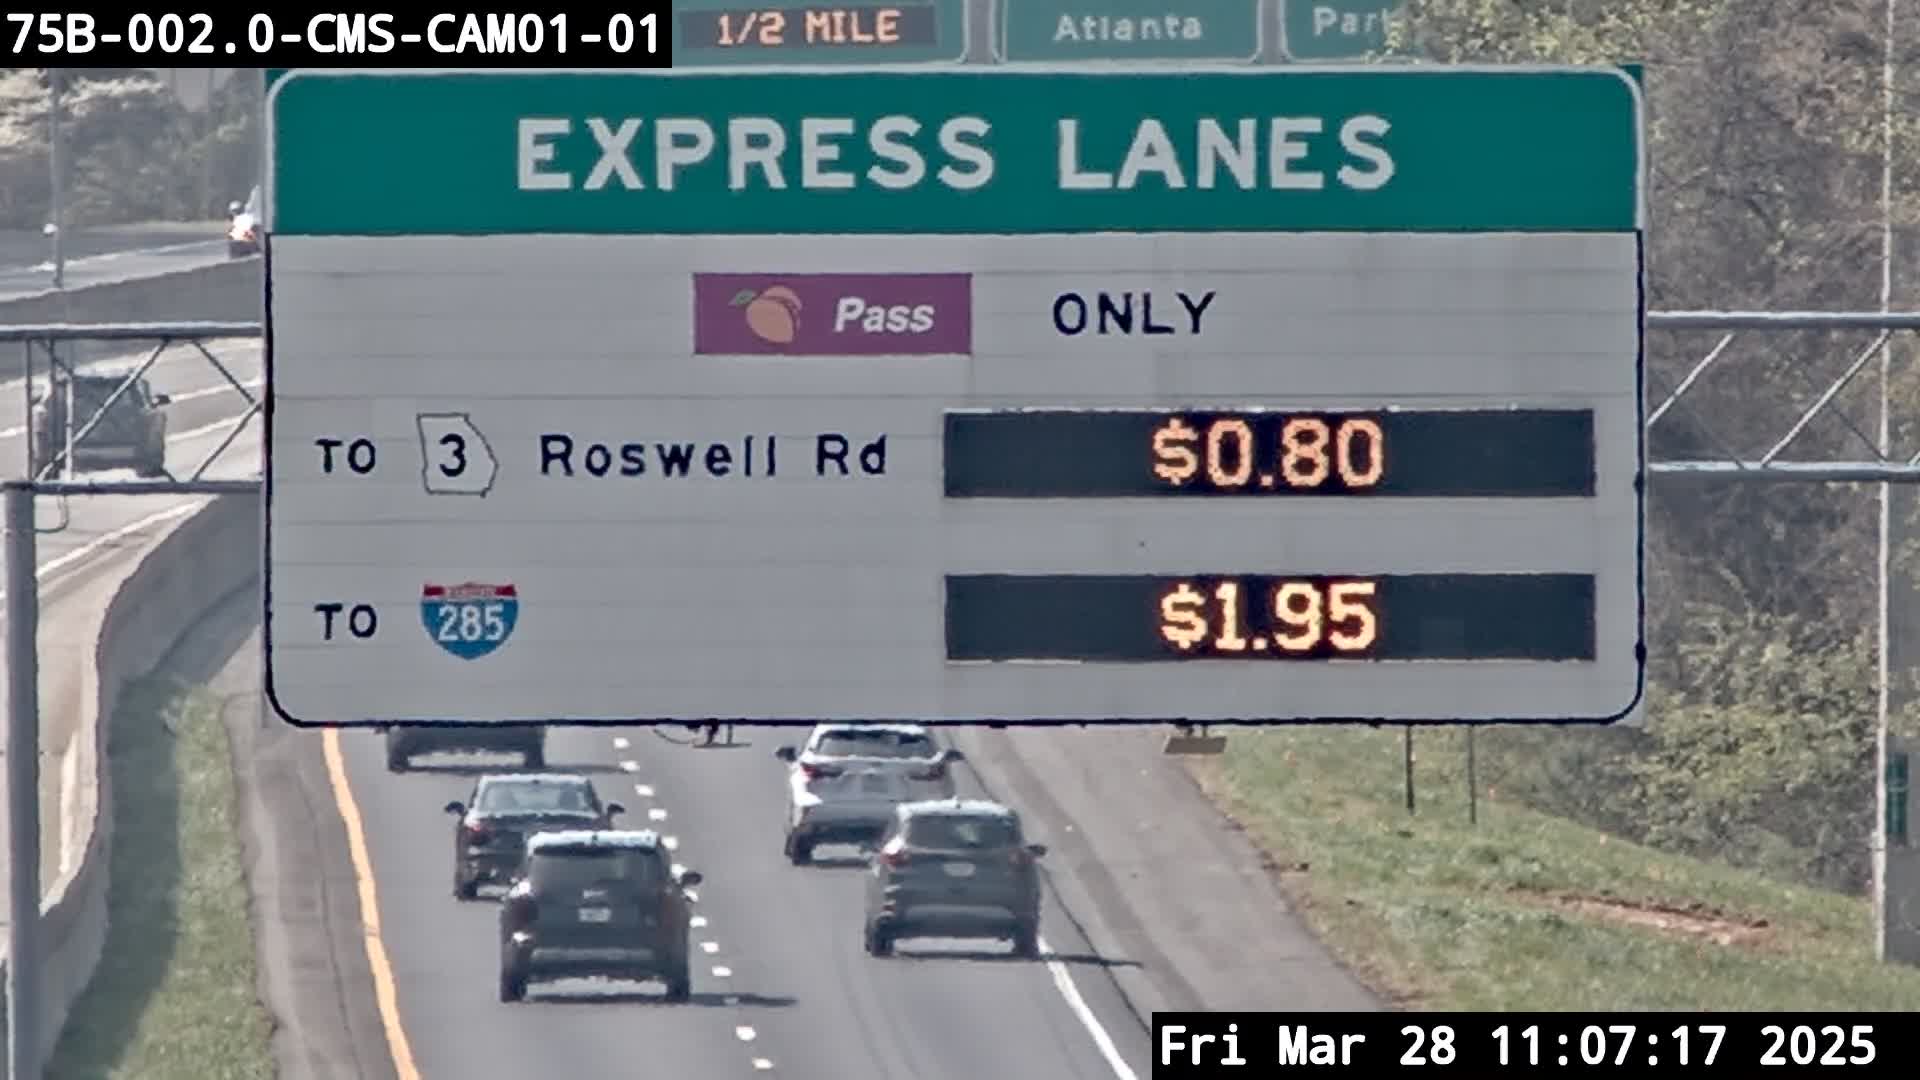 75B-002.0-CMS-CAM01-01
1/2 MILE
Atlanta
EXPRESS LANES
Pass ONLY
TO 3 Roswell Rd $0.80
TO 285 $1.95
Fri Mar 28 11:07:17 2025